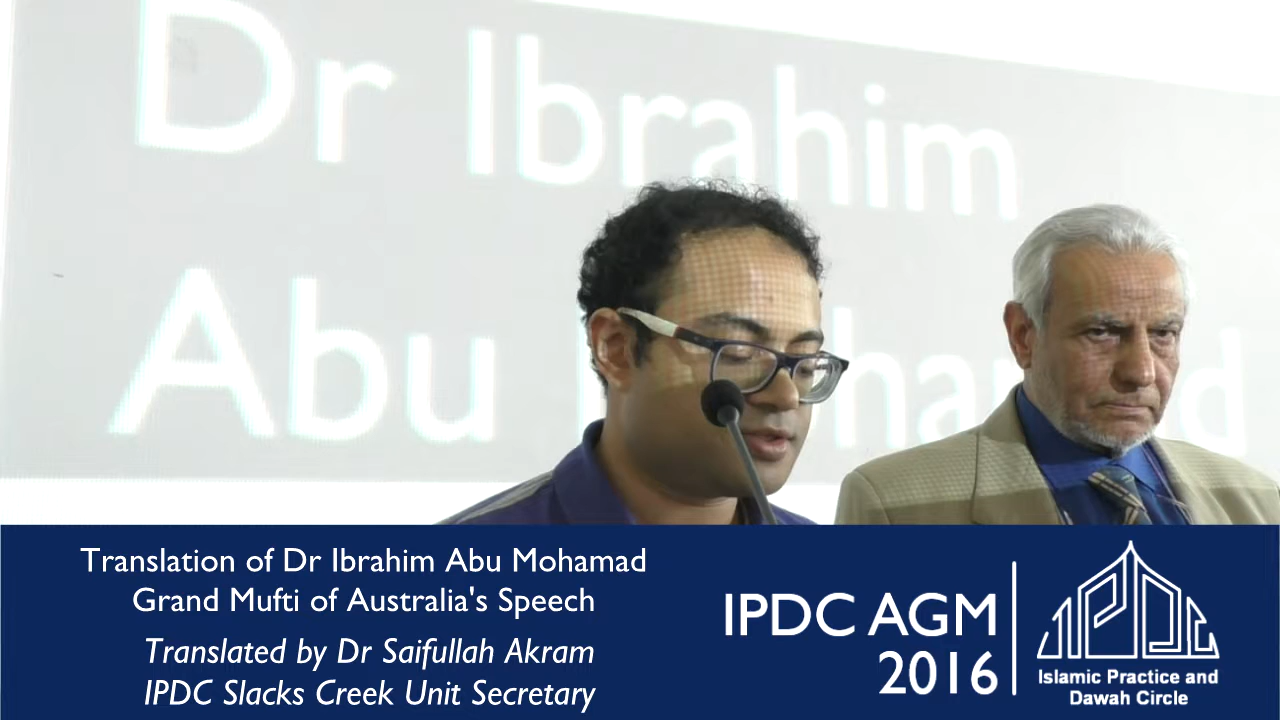 Dr Ibrahim
Abu
Translation of Dr Ibrahim Abu Mohamad
Grand Mufti of Australia's Speech
Translated by Dr Saifullah Akram
IPDC Slacks Creek Unit Secretary
IPDC AGM
2016
IPDC
Islamic Practice and
Dawah Circle